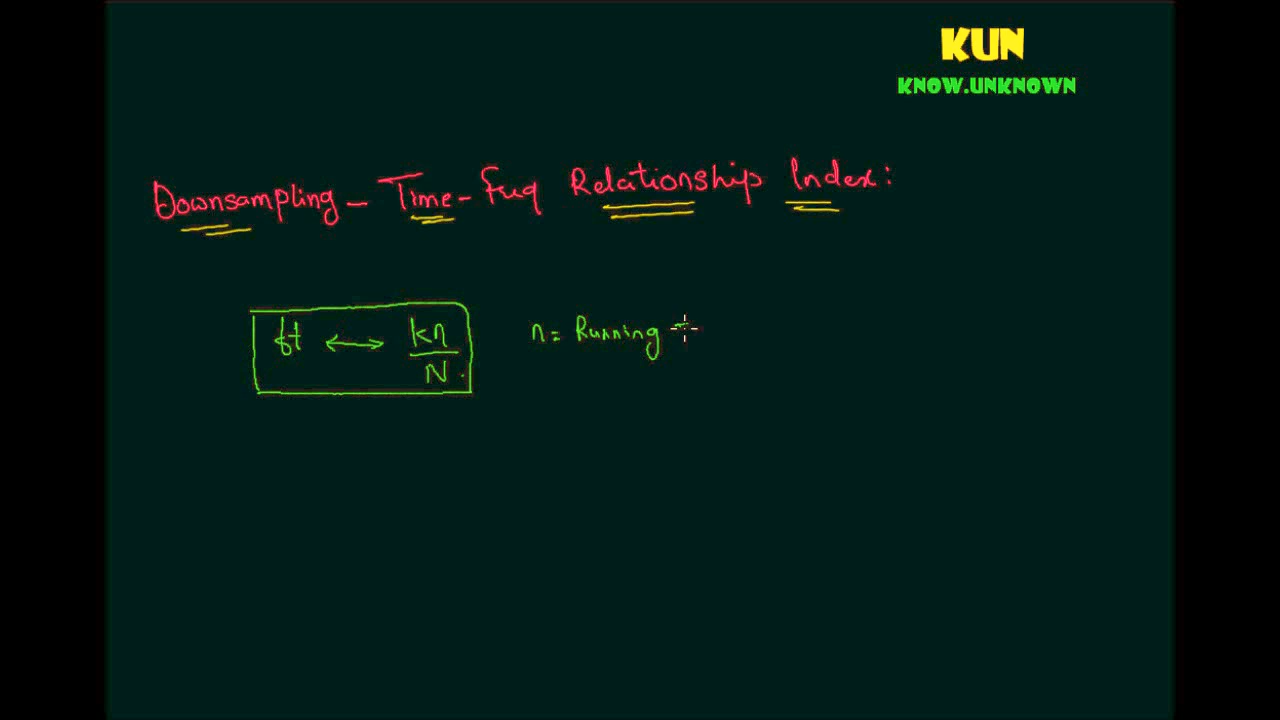 KUN
KNOW.UNKNOWN
Downsampling - Time - Freq Relationship Index:
ft ↔ kn/N
n = Running